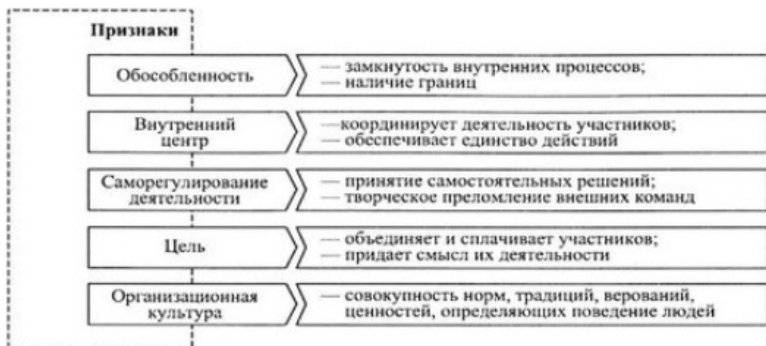 Признаки
Обособленность
— замкнутость внутренних процессов;
— наличие границ
Внутренний
центр
—координирует деятельность участников;
— обеспечивает единство действий
Саморегулирование
деятельности
— принятие самостоятельных решений;
— творческое преломление внешних команд
Цель
— объединяет и сплачивает участников;
— придает смысл их деятельности
Организационная
культура
— совокупность норм, традиций, верований,
ценностей, определяющих поведение людей